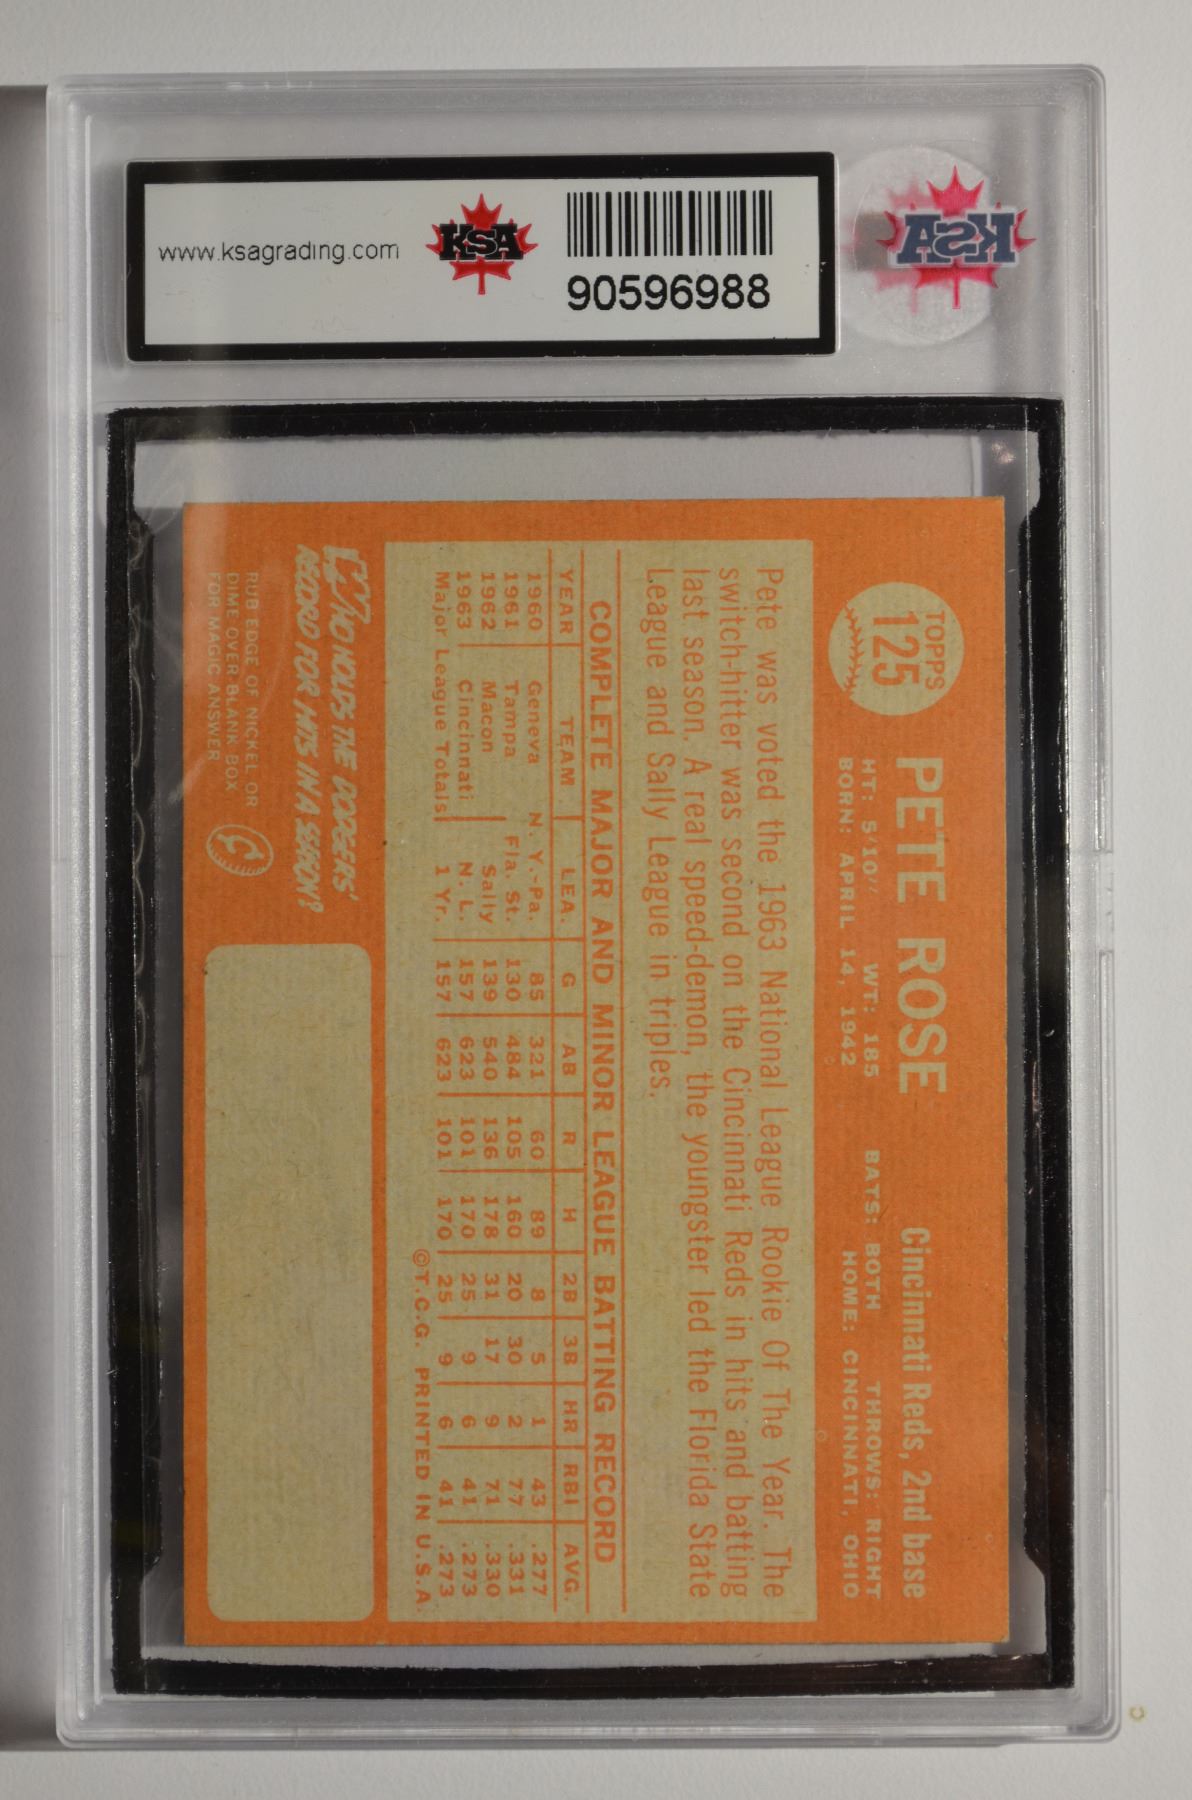 www.ksagrading.com
KSA
90596988
KSA
TOPPS
125
PETE ROSE
Cincinnati Reds, 2nd base
HT: 5'10" WT: 185 BATS: BOTH THROWS: RIGHT
BORN: APRIL 14, 1942 HOME: CINCINNATI, OHIO
Pete was voted the 1963 National League Rookie Of The Year. The
switch-hitter was second on the Cincinnati Reds in hits and batting
last season. A real speed-demon, the youngster led the Florida State
League and Sally League in triples.
COMPLETE MAJOR AND MINOR LEAGUE BATTING RECORD
YEAR TEAM LEA. G AB R H 2B 3B HR RBI AVG.
1960 Geneva N. Y.-Pa. 85 321 60 89 8 5 1 43 .277
1961 Tampa Fla. St. 130 484 105 160 20 30 2 77 .331
1962 Macon Sally 139 540 136 178 31 17 9 71 .330
1963 Cincinnati N. L. 157 623 101 170 25 9 6 41 .273
Major League Totals 1 Yr. 157 623 101 170 25 9 6 41 .273
©T.C.G. PRINTED IN U.S.A.
WHO HOLDS THE DODGERS'
RECORD FOR HITS IN A SEASON?
RUB EDGE OF NICKEL OR
DIME OVER BLANK BOX
FOR MAGIC ANSWER